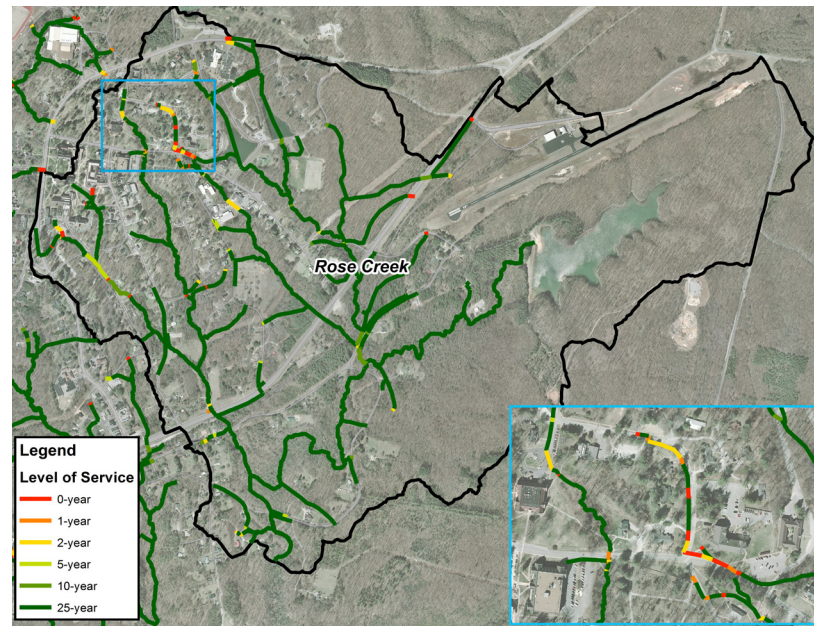 Rose Creek
Legend
Level of Service
0-year
1-year
2-year
5-year
10-year
25-year